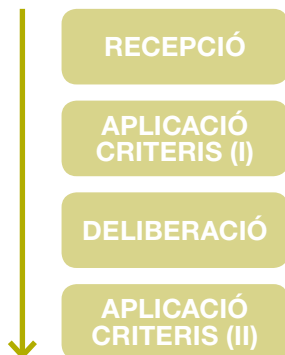 RECEPCIÓ
APLICACIÓ
CRITERIS (I)
DELIBERACIÓ
APLICACIÓ
CRITERIS (II)